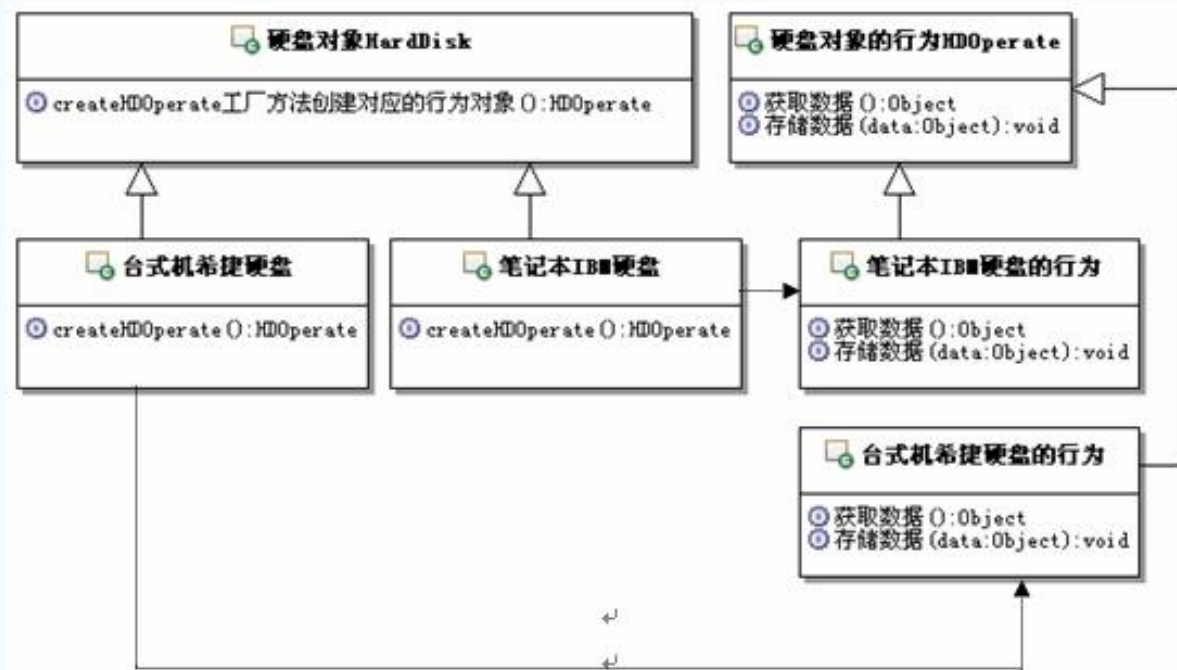 硬盘对象HardDisk
createHDOperate工厂方法创建对应的行为对象():HDOperate
硬盘对象的行为HDOperate
获取数据():Object
存储数据(data:Object):void
台式机希捷硬盘
createHDOperate():HDOperate
笔记本IBM硬盘
createHDOperate():HDOperate
笔记本IBM硬盘的行为
获取数据():Object
存储数据(data:Object):void
台式机希捷硬盘的行为
获取数据():Object
存储数据(data:Object):void